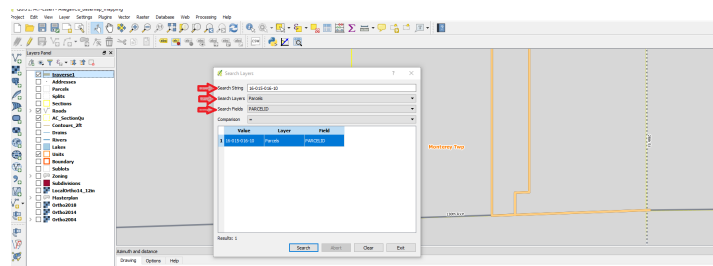 Project Edit View Layer Settings Plugins Vector Raster Database Web Processing Help
Layers Panel
Traverse1
Addresses
Parcels
Splits
Sections
Roads
AC_SectionQu
Contours_2ft
Drains
Rivers
Lakes
Units
Boundary
Sublots
Zoning
Subdivisions
LocalOrtho14_12in
Masterplan
Ortho2018
Ortho2014
Ortho2004
Search Layers
Search String 16-015-016-10
Search Layers Parcels
Search Fields PARCELID
Comparison =
Value Layer Field
1 16-015-016-10 Parcels PARCELID
Results: 1
Search Abort Clear Exit
Monterey Twp
Azimuth and distance
Drawing Options Help